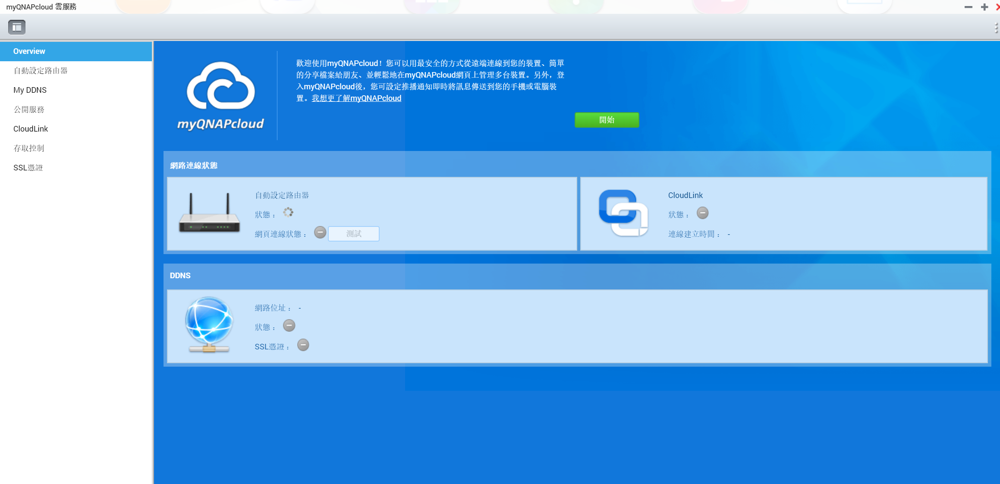 myQNAPcloud 雲服務
Overview
自動設定路由器
My DDNS
公開服務
CloudLink
存取控制
SSL憑證
myQNAPcloud
歡迎使用myQNAPcloud！您可以用最安全的方式從遠端連線到您的裝置、簡單
的分享檔案給朋友、並輕鬆地在myQNAPcloud網頁上管理多台裝置。另外，登
入myQNAPcloud後，您可設定推播通知即時將訊息傳送到您的手機或電腦裝
置。我想更了解myQNAPcloud
開始
網路連線狀態
自動設定路由器
狀態：
網頁連線狀態： 測試
CloudLink
狀態：
連線建立時間： -
DDNS
網路位址： -
狀態：
SSL憑證：